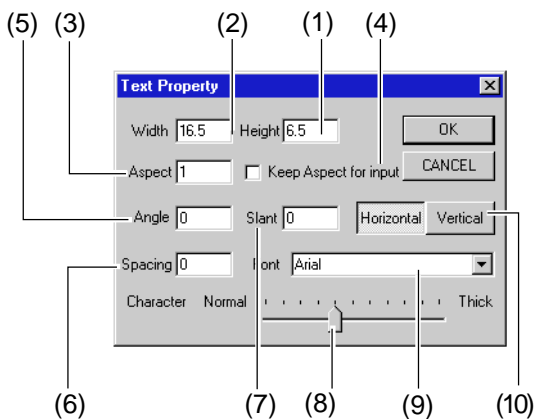 (5) (3) (2) (1) (4)
Text Property
Width 16.5 Height 6.5 OK
Aspect 1 Keep Aspect for input CANCEL
Angle 0 Slant 0 Horizontal Vertical
Spacing 0 Font Arial
Character Normal Thick
(6) (7) (8) (9) (10)